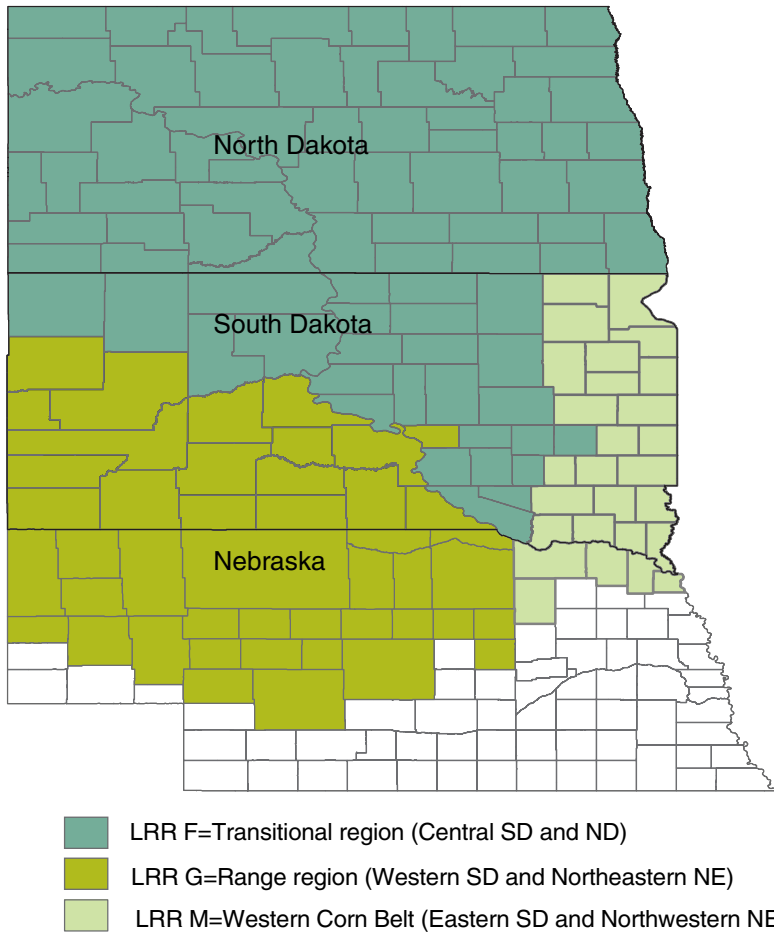 North Dakota
South Dakota
Nebraska
LRR F=Transitional region (Central SD and ND)
LRR G=Range region (Western SD and Northeastern NE)
LRR M=Western Corn Belt (Eastern SD and Northwestern NE